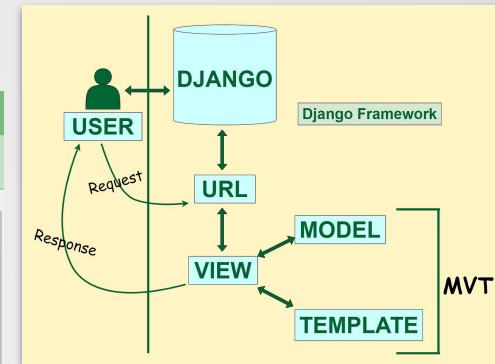 DJANGO
USER
Django Framework
Request
URL
Response
MODEL
VIEW
MVT
TEMPLATE